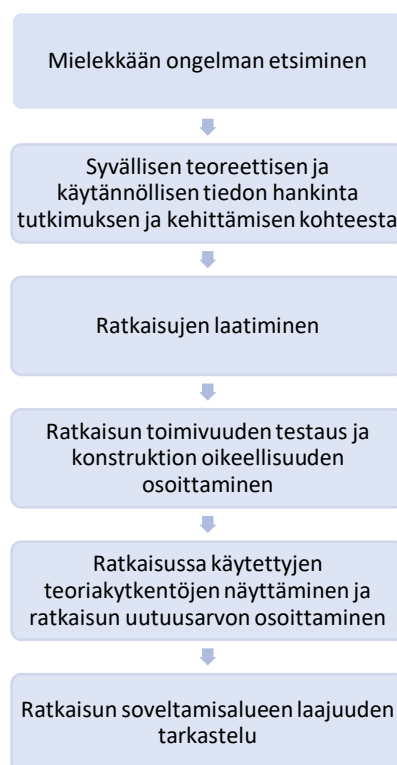 Mielekkään ongelman etsiminen
Syvällisen teoreettisen ja
käytännöllisen tiedon hankinta
tutkimuksen ja kehittämisen kohteesta
Ratkaisujen laatiminen
Ratkaisun toimivuuden testaus ja
konstruktion oikeellisuuden
osoittaminen
Ratkaisussa käytettyjen
teoriakytkentöjen näyttäminen ja
ratkaisun uutuusarvon osoittaminen
Ratkaisun soveltamisalueen laajuuden
tarkastelu